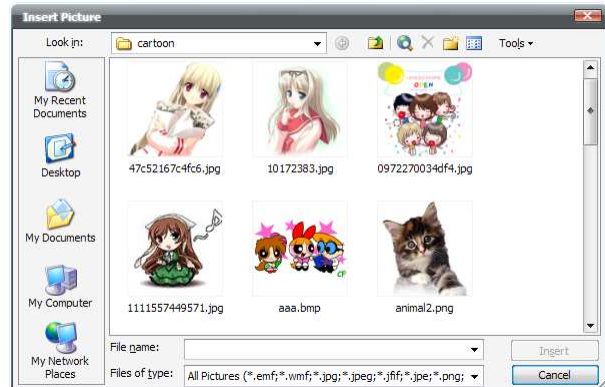 Insert Picture
Look in:
cartoon
Tools
My Recent
Documents
Desktop
My Documents
My Computer
My Network
Places
47c52167c4fc6.jpg
10172383.jpg
OPEN
0972270034df4.jpg
1111557449571.jpg
CF
aaa.bmp
animal2.png
File name:
Insert
Files of type:
All Pictures (*.emf;*.wmf;*.jpg;*.jpeg;*.jfif;*.jpe;*.png;
Cancel